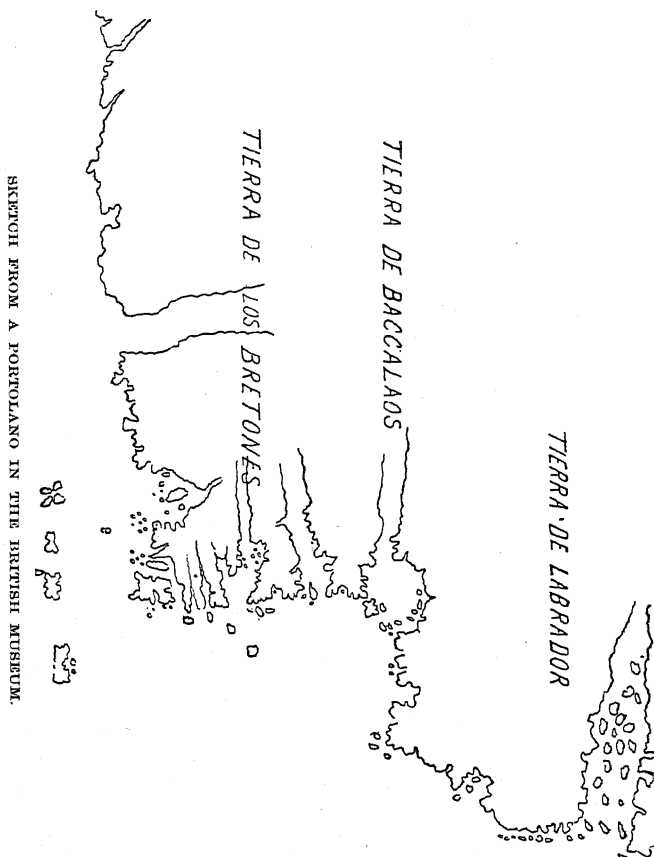 TIERRA DE LABRADOR
TIERRA DE BACCALAOS
TIERRA DE LOS BRETONES
SKETCH FROM A PORTOLANO IN THE BRITISH MUSEUM.